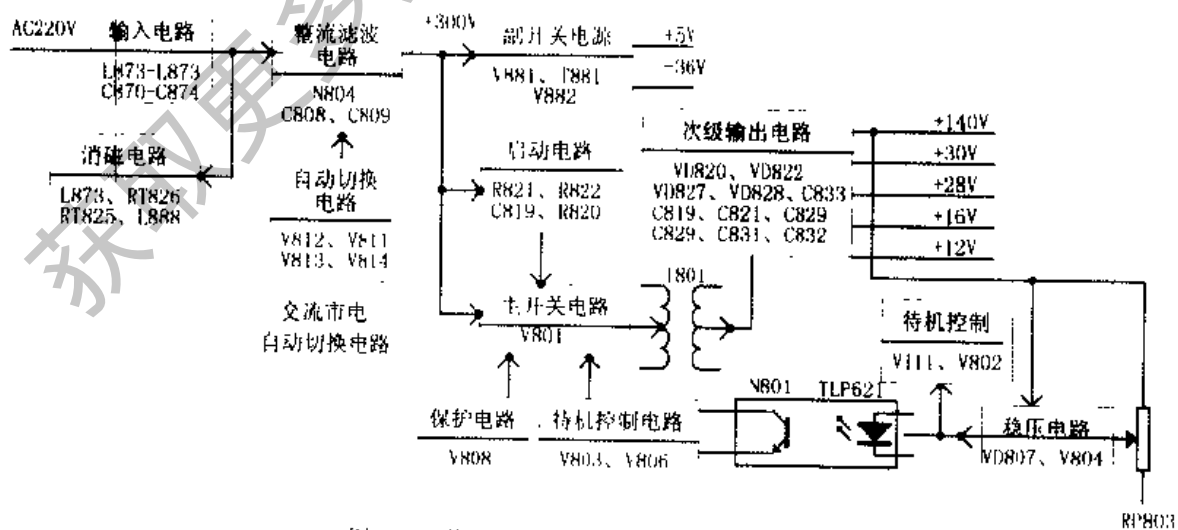 AC220V
输入电路
L873-L873
C870-C874
消磁电路
L873、RT826
RT825、L888
整流滤波
电路
N804
C808、C809
自动切换
电路
V812、V811
V813、V814
交流市电
自动切换电路
+300V
副开关电源
V881、T881
V882
+5V
-36V
启动电路
R821、R822
C819、R820
主开关电路
V801
保护电路
V808
待机控制电路
V803、V806
T801
次级输出电路
VD820、VD822
VD827、VD828、C833
C819、C821、C829
C829、C831、C832
+140V
+30V
+28V
+16V
+12V
待机控制
V111、V802
N801
TLP621
稳压电路
VD807、V804
RP803
获取更多